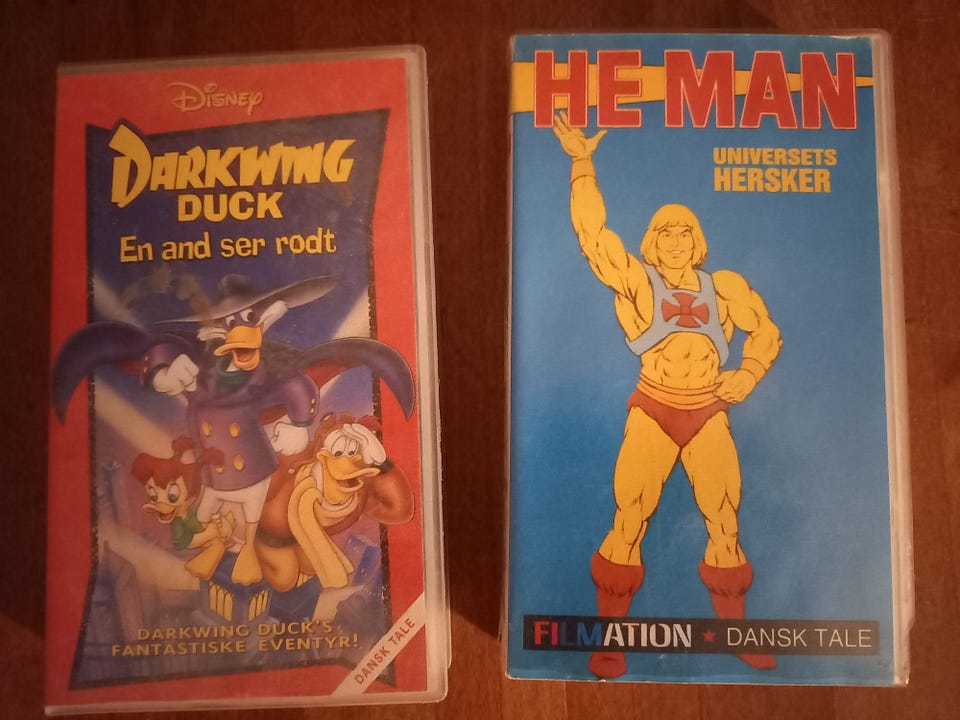 Disney
DARKWING
DUCK
En and ser rødt
DARKWING DUCK'S
FANTASTISKE EVENTYR!
DANSK TALE
HE MAN
UNIVERSETS
HERSKER
FILMATION ★ DANSK TALE